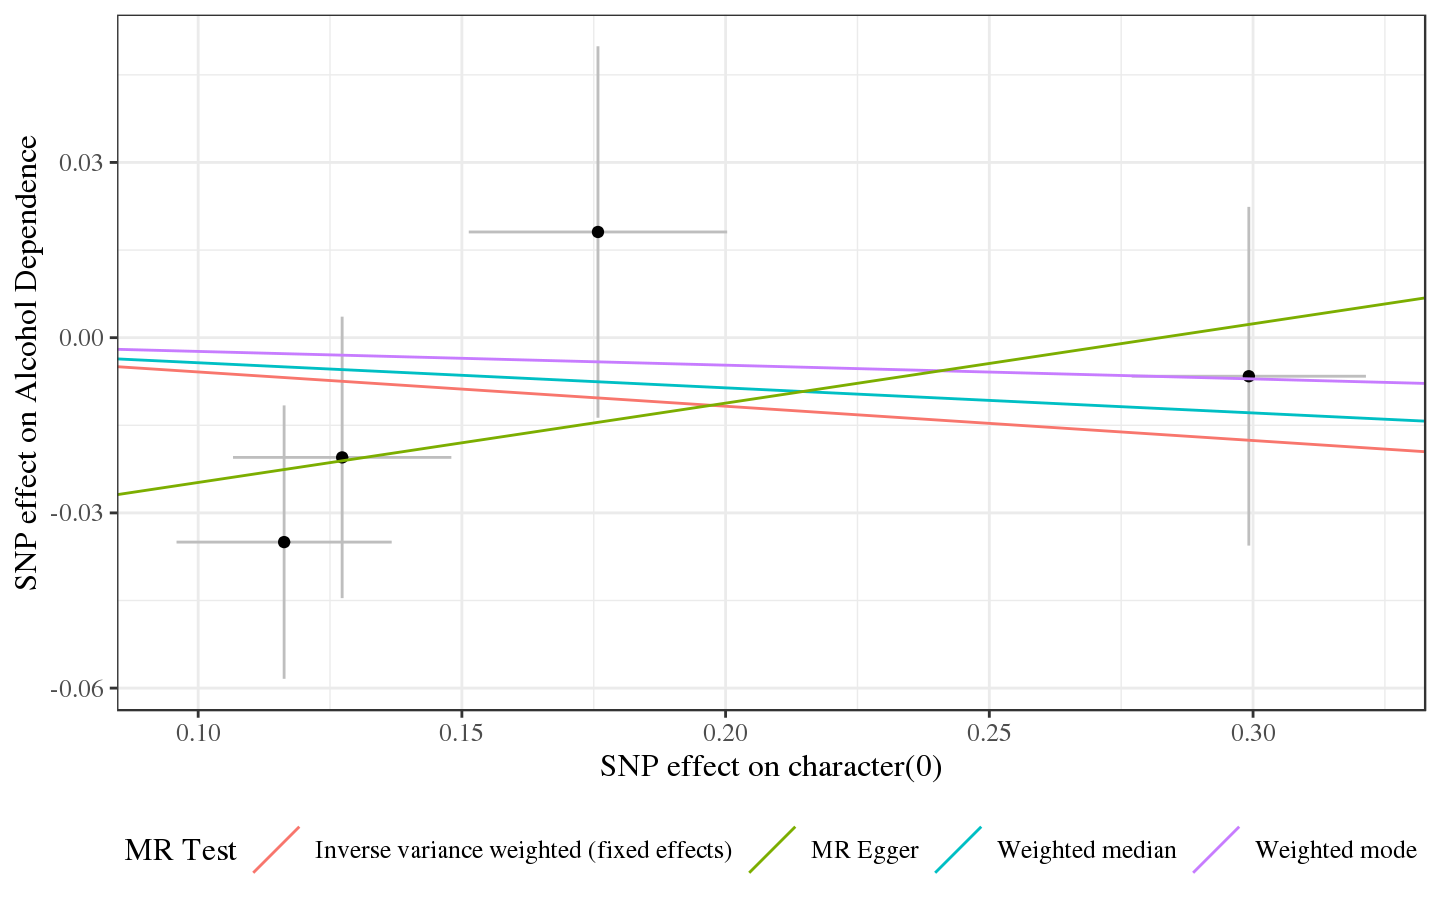 SNP effect on Alcohol Dependence
0.03
0.00
-0.03
-0.06
0.10 0.15 0.20 0.25 0.30
SNP effect on character(0)
MR Test Inverse variance weighted (fixed effects) MR Egger Weighted median Weighted mode